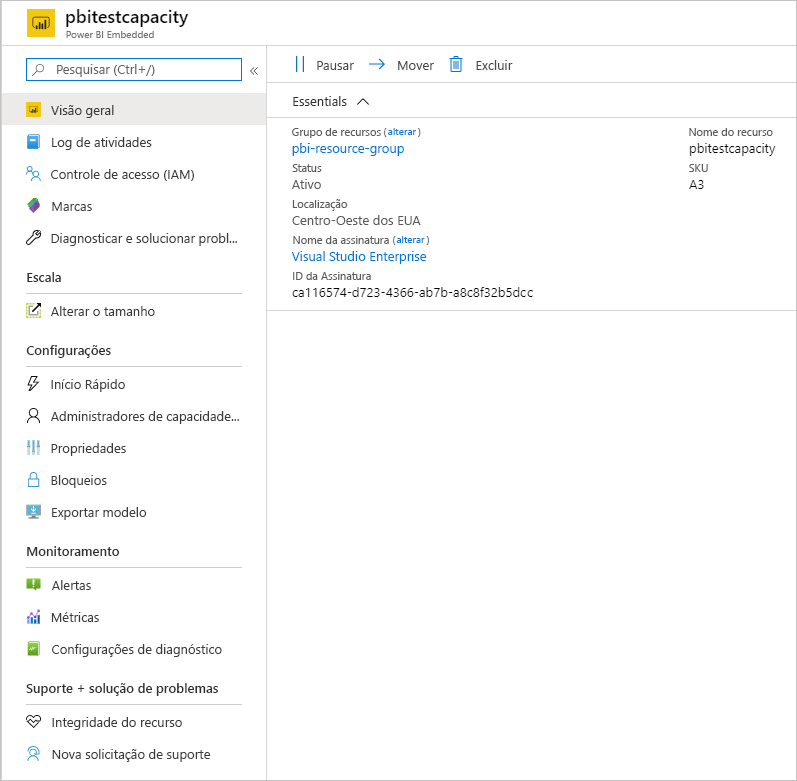 pbitestcapacity
Power BI Embedded
Pesquisar (Ctrl+/)
«
Visão geral
Log de atividades
Controle de acesso (IAM)
Marcas
Diagnosticar e solucionar probl...
Escala
Alterar o tamanho
Configurações
Início Rápido
Administradores de capacidade...
Propriedades
Bloqueios
Exportar modelo
Monitoramento
Alertas
Métricas
Configurações de diagnóstico
Suporte + solução de problemas
Integridade do recurso
Nova solicitação de suporte
Pausar Mover Excluir
Essentials
Grupo de recursos (alterar)
pbi-resource-group
Status
Ativo
Localização
Centro-Oeste dos EUA
Nome da assinatura (alterar)
Visual Studio Enterprise
ID da Assinatura
ca116574-d723-4366-ab7b-a8c8f32b5dcc
Nome do recurso
pbitestcapacity
SKU
A3